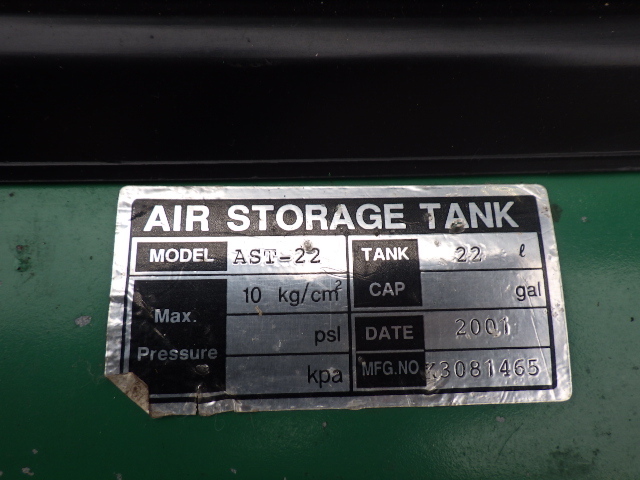 AIR STORAGE TANK
MODEL AST-22 TANK 22 ℓ
10 kg/cm² CAP gal
Max. psI DATE 2001
Pressure kpa MFG.NO. K3081465